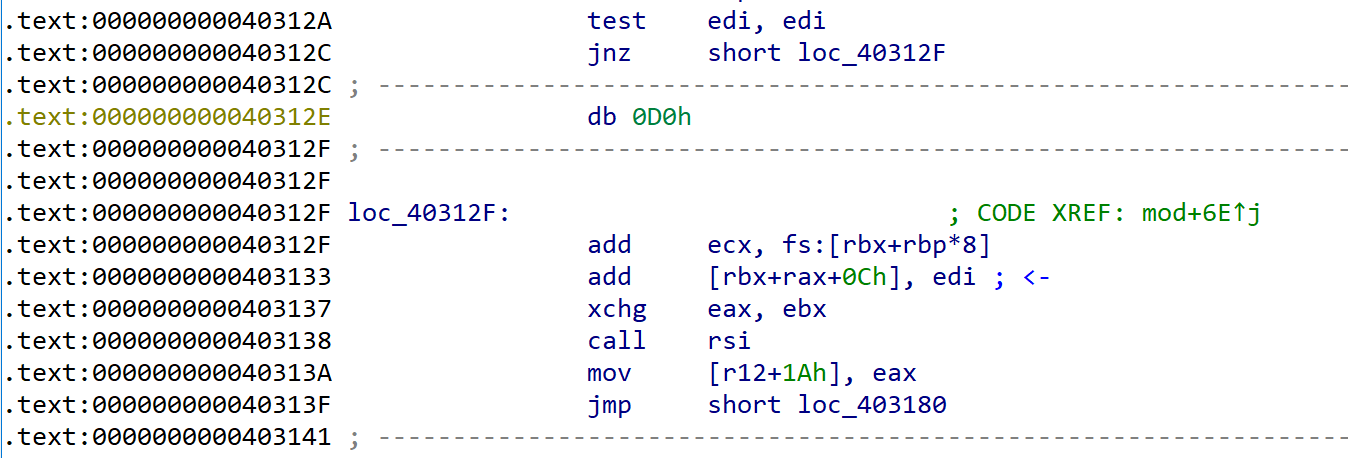 .text:000000000040312A test edi, edi
.text:000000000040312C jnz short loc_40312F
.text:000000000040312C ; ---------------------------------------------------------------------------
.text:000000000040312E db 0D0h
.text:000000000040312F ; ---------------------------------------------------------------------------
.text:000000000040312F
.text:000000000040312F loc_40312F: ; CODE XREF: mod+6E↑j
.text:000000000040312F add ecx, fs:[rbx+rbp*8]
.text:0000000000403133 add [rbx+rax+0Ch], edi ; <-
.text:0000000000403137 xchg eax, ebx
.text:0000000000403138 call rsi
.text:000000000040313A mov [r12+1Ah], eax
.text:000000000040313F jmp short loc_403180
.text:0000000000403141 ; ---------------------------------------------------------------------------